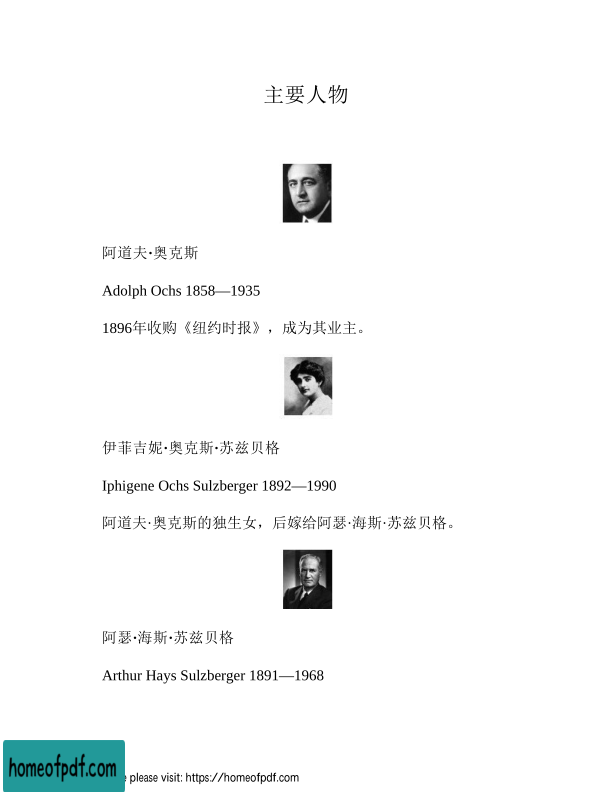 主要人物
阿道夫·奥克斯
Adolph Ochs 1858—1935
1896年收购《纽约时报》，成为其业主。
伊菲吉妮·奥克斯·苏兹贝格
Iphigene Ochs Sulzberger 1892—1990
阿道夫·奥克斯的独生女，后嫁给阿瑟·海斯·苏兹贝格。
阿瑟·海斯·苏兹贝格
Arthur Hays Sulzberger 1891—1968
homeofpdf.com
please visit: https://homeofpdf.com